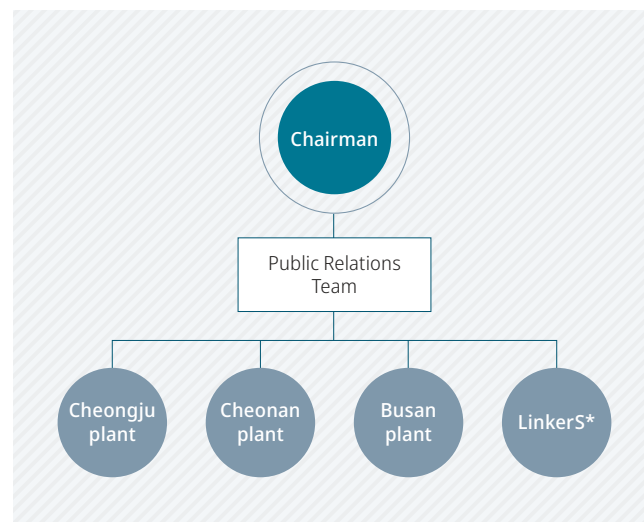 Chairman
Public Relations
Team
Cheongju
plant
Cheonan
plant
Busan
plant
LinkerS*